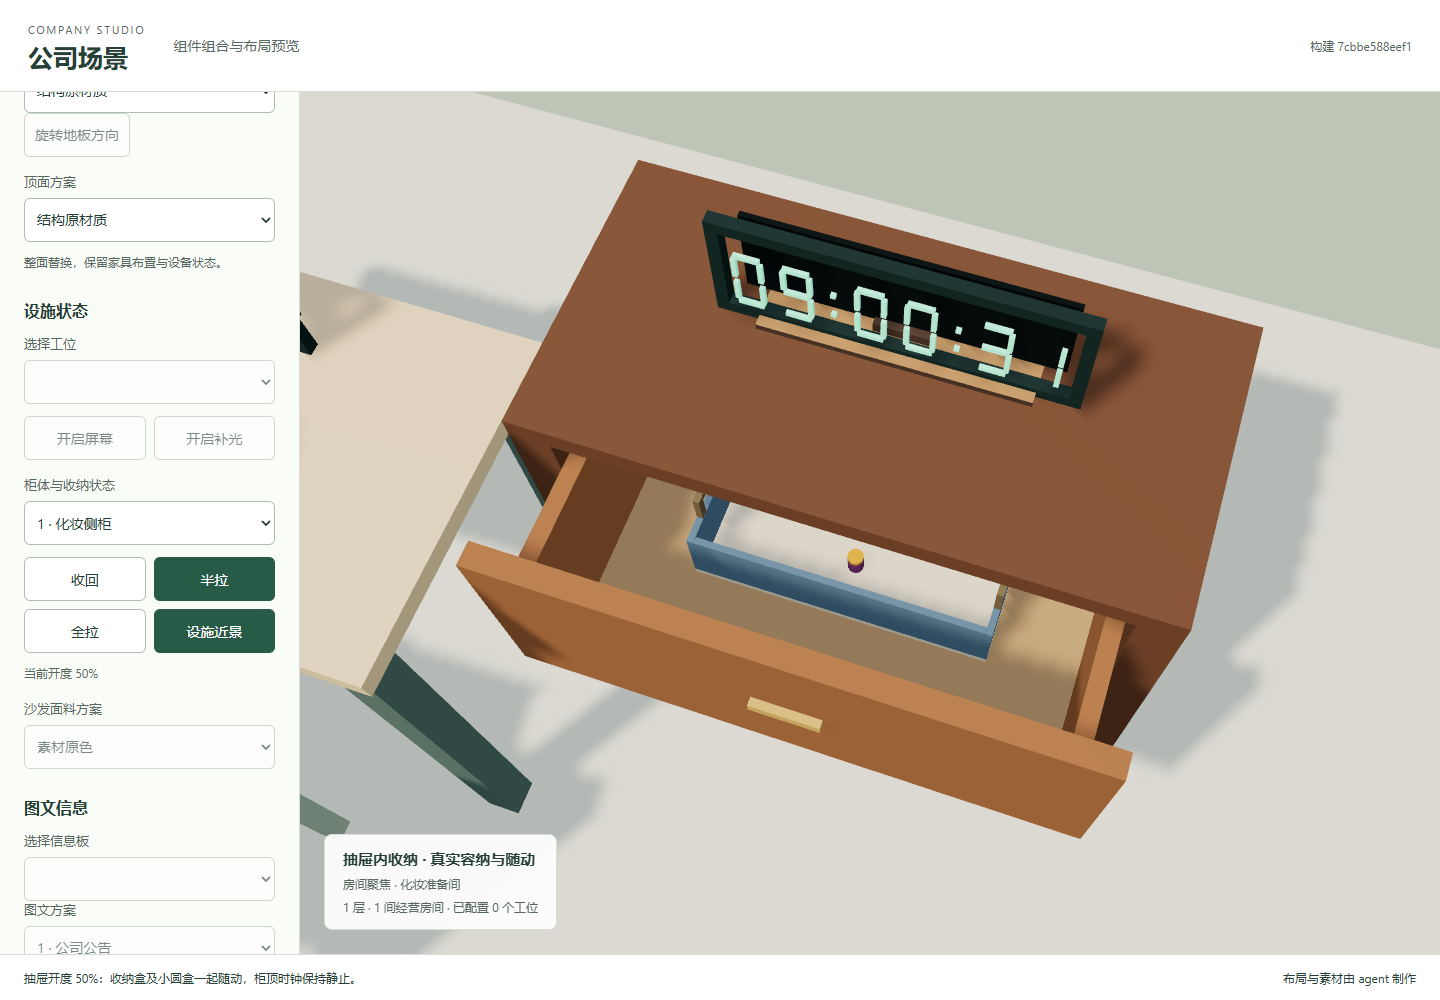 COMPANY STUDIO
公司场景
组件组合与布局预览
构建 7cbbe588eef1
结构原材质
旋转地板方向
顶面方案
结构原材质
整面替换，保留家具布置与设备状态。
设施状态
选择工位
开启屏幕
开启补光
柜体与收纳状态
1 · 化妆侧柜
收回
半拉
全拉
设施近景
当前开度 50%
沙发面料方案
素材原色
图文信息
选择信息板
图文方案
1 · 公司公告
09:00:31
抽屉内收纳 · 真实容纳与随动
房间聚焦 · 化妆准备间
1 层 · 1 间经营房间 · 已配置 0 个工位
抽屉开度 50%：收纳盒及小圆盒一起随动，柜顶时钟保持静止。
布局与素材由 agent 制作